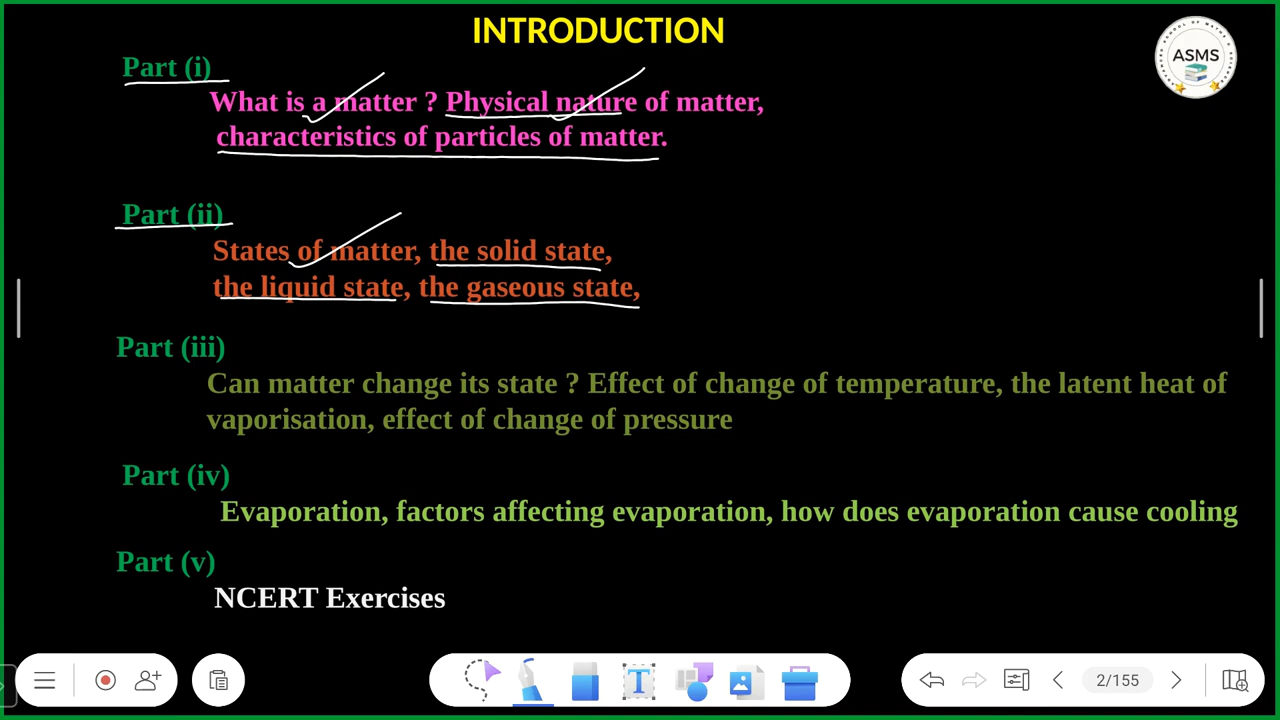 INTRODUCTION
Part (i)
What is a matter ? Physical nature of matter,
characteristics of particles of matter.
Part (ii)
States of matter, the solid state,
the liquid state, the gaseous state,
Part (iii)
Can matter change its state ? Effect of change of temperature, the latent heat of
vaporisation, effect of change of pressure
Part (iv)
Evaporation, factors affecting evaporation, how does evaporation cause cooling
Part (v)
NCERT Exercises
ASMS
T
2/155